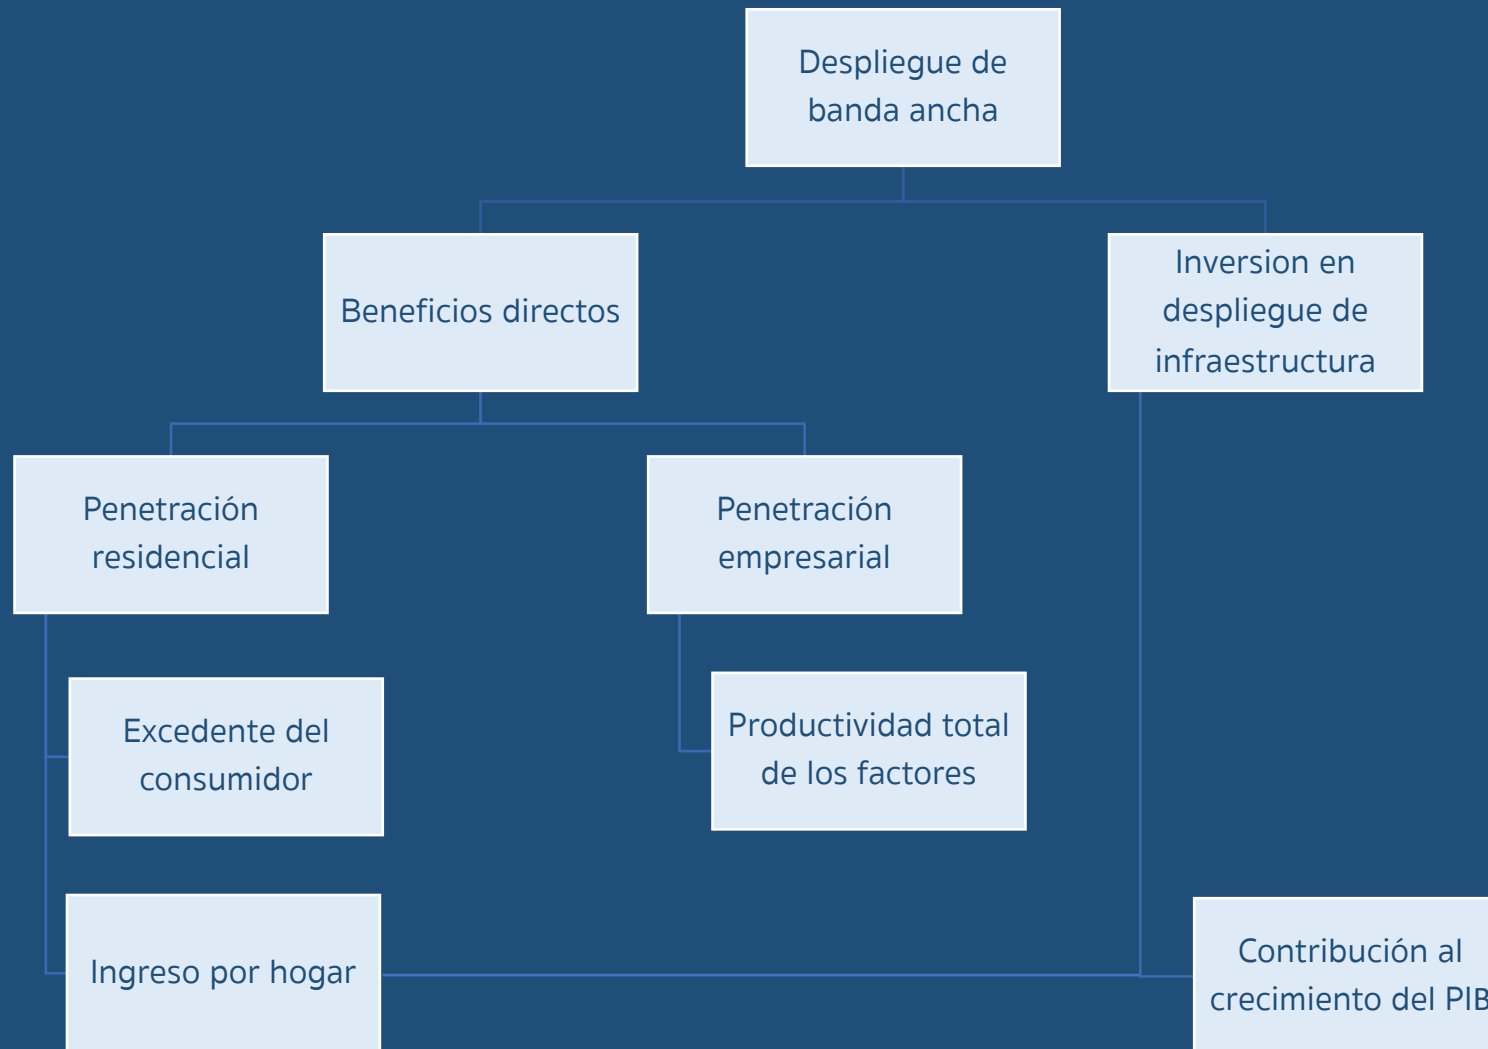 Despliegue de
banda ancha
Beneficios directos
Inversion en
despliegue de
infraestructura
Penetración
residencial
Penetración
empresarial
Excedente del
consumidor
Productividad total
de los factores
Ingreso por hogar
Contribución al
crecimiento del PIB